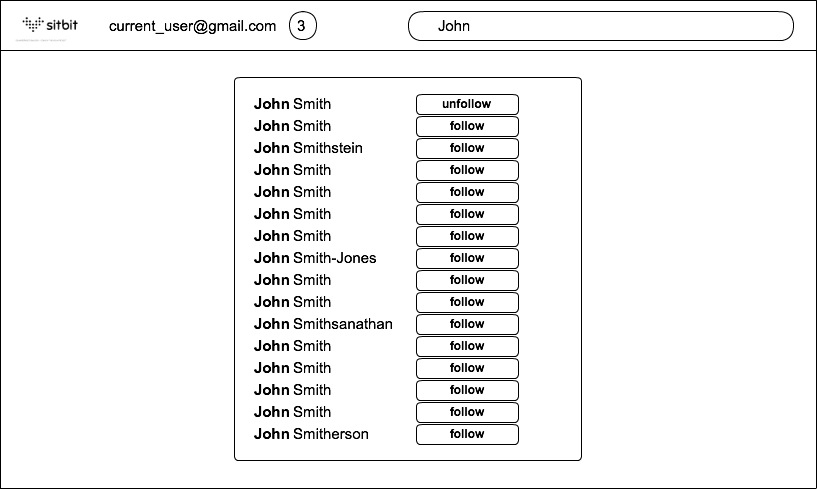 sitbit current_user@gmail.com 3 John
John Smith unfollow
John Smith follow
John Smithstein follow
John Smith follow
John Smith follow
John Smith follow
John Smith follow
John Smith-Jones follow
John Smith follow
John Smith follow
John Smithsanathan follow
John Smith follow
John Smith follow
John Smith follow
John Smith follow
John Smitherson follow